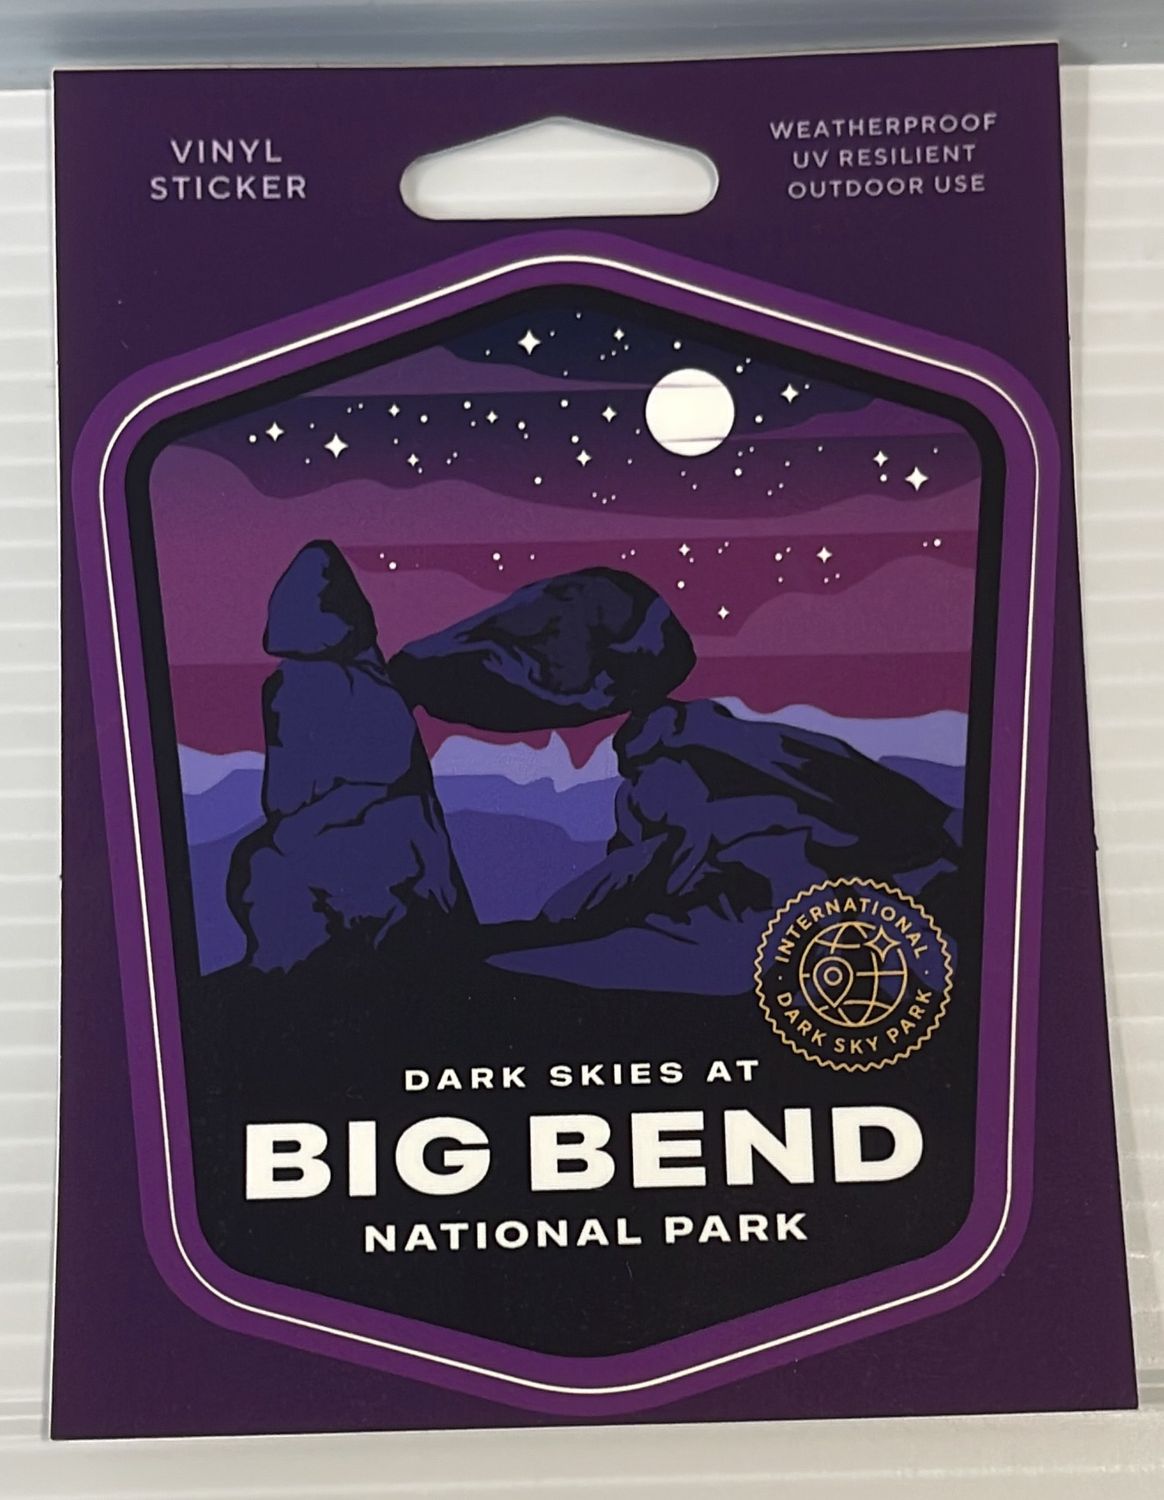 VINYL
STICKER
WEATHERPROOF
UV RESILIENT
OUTDOOR USE
INTERNATIONAL
DARK SKY PARK
DARK SKIES AT
BIG BEND
NATIONAL PARK